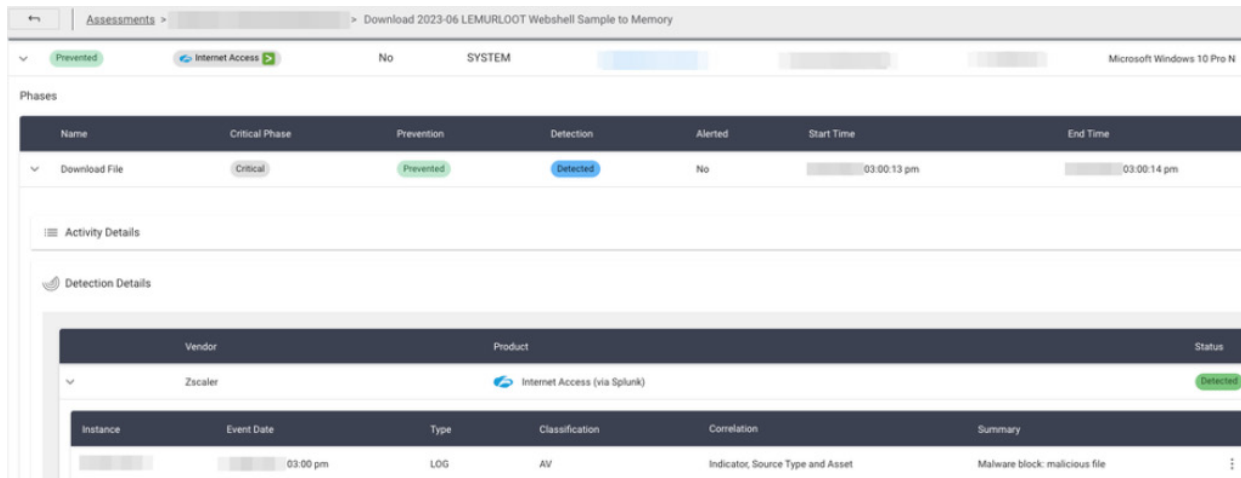 Assessments > > Download 2023-06 LEMURLOOT Webshell Sample to Memory
Prevented Internet Access No SYSTEM Microsoft Windows 10 Pro N
Phases
Name Critical Phase Prevention Detection Alerted Start Time End Time
Download File Critical Prevented Detected No 03:00:13 pm 03:00:14 pm
Activity Details
Detection Details
Vendor Product Status
Zscaler Internet Access (via Splunk) Detected
Instance Event Date Type Classification Correlation Summary
03:00 pm LOG AV Indicator, Source Type and Asset Malware block: malicious file